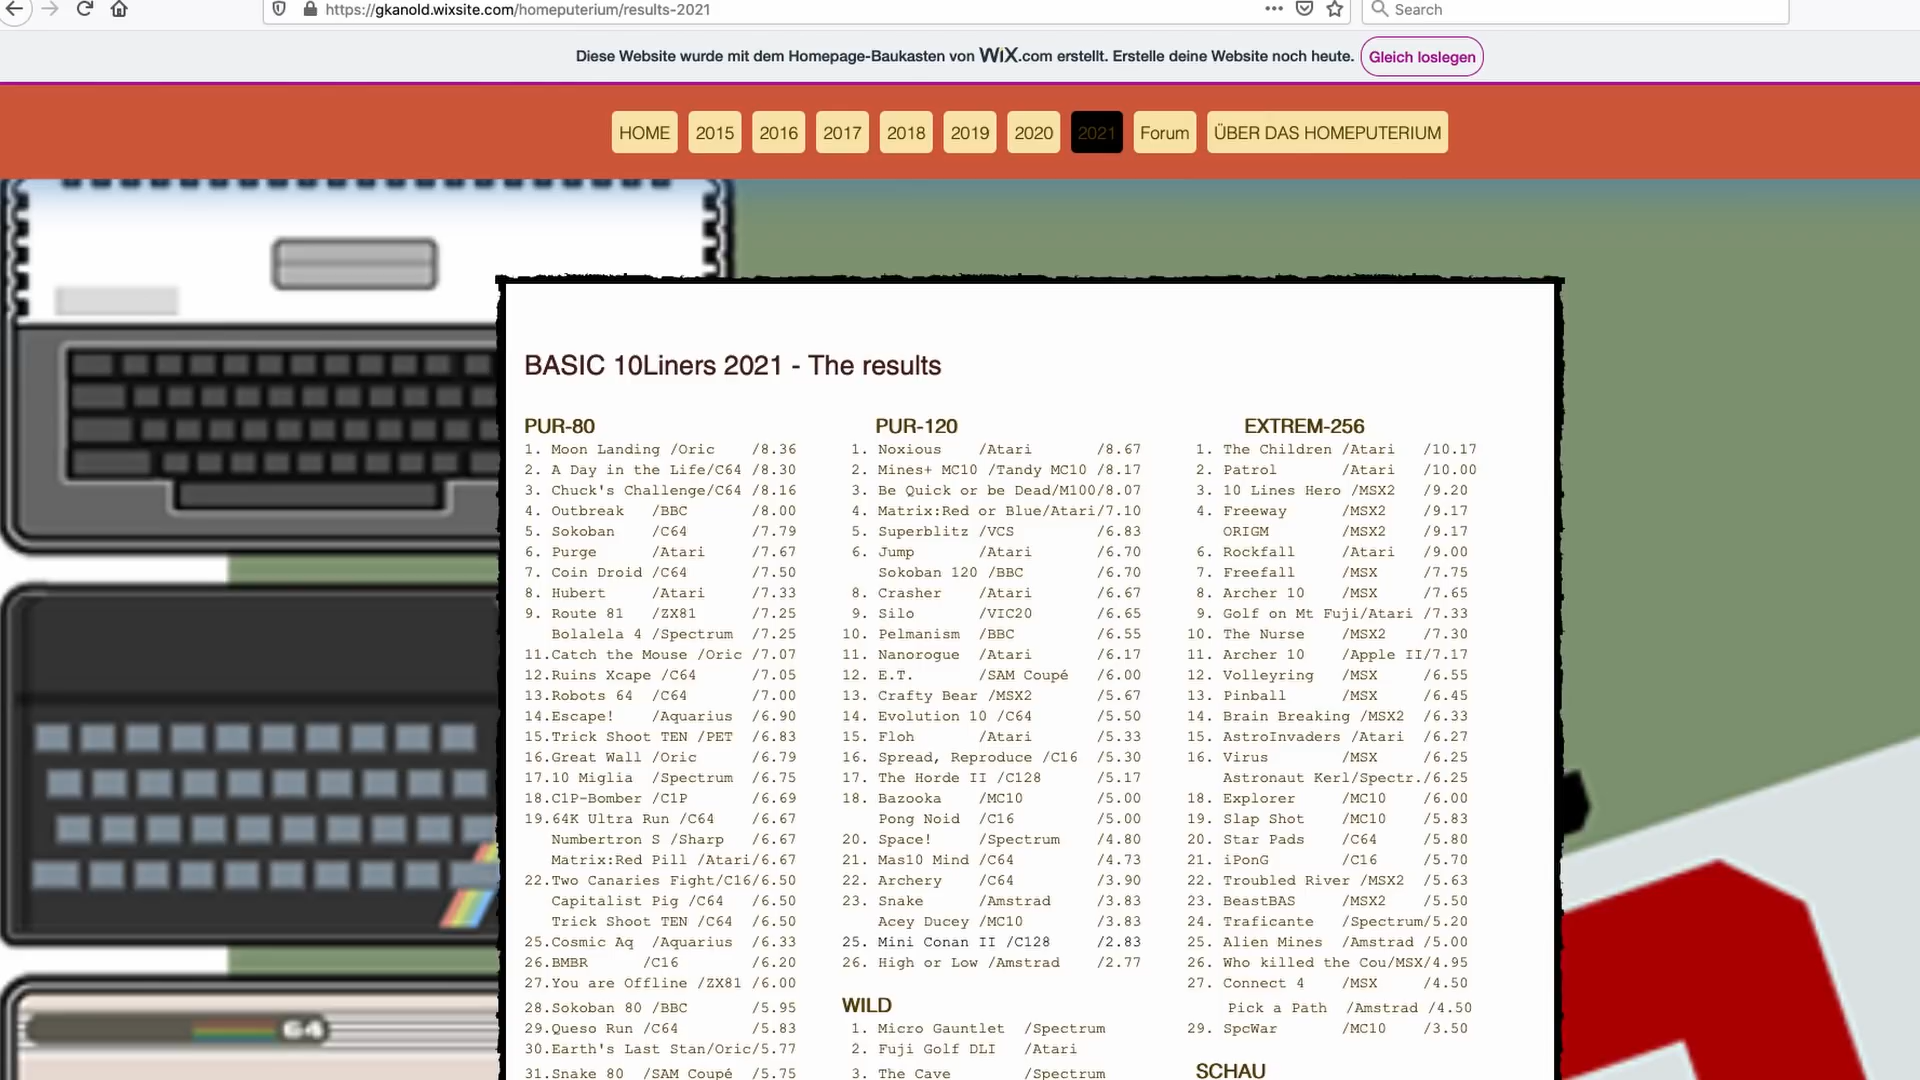 https://gkanold.wixsite.com/homeputerium/results-2021
Search
Diese Website wurde mit dem Homepage-Baukasten von WiX.com erstellt. Erstelle deine Website noch heute.
Gleich loslegen
HOME 2015 2016 2017 2018 2019 2020 2021 Forum ÜBER DAS HOMEPUTERIUM
BASIC 10Liners 2021 - The results
PUR-80
1. Moon Landing /Oric /8.36
2. A Day in the Life/C64 /8.30
3. Chuck's Challenge/C64 /8.16
4. Outbreak /BBC /8.00
5. Sokoban /C64 /7.79
6. Purge /Atari /7.67
7. Coin Droid /C64 /7.50
8. Hubert /Atari /7.33
9. Route 81 /ZX81 /7.25
Bolalela 4 /Spectrum /7.25
11.Catch the Mouse /Oric /7.07
12.Ruins Xcape /C64 /7.05
13.Robots 64 /C64 /7.00
14.Escape! /Aquarius /6.90
15.Trick Shoot TEN /PET /6.83
16.Great Wall /Oric /6.79
17.10 Miglia /Spectrum /6.75
18.C1P-Bomber /C1P /6.69
19.64K Ultra Run /C64 /6.67
Numbertron S /Sharp /6.67
Matrix:Red Pill /Atari/6.67
22.Two Canaries Fight/C16/6.50
Capitalist Pig /C64 /6.50
Trick Shoot TEN /C64 /6.50
25.Cosmic Aq /Aquarius /6.33
26.BMBR /C16 /6.20
27.You are Offline /ZX81 /6.00
28.Sokoban 80 /BBC /5.95
29.Queso Run /C64 /5.83
30.Earth's Last Stan/Oric/5.77
31.Snake 80 /SAM Coupé /5.75
PUR-120
1. Noxious /Atari /8.67
2. Mines+ MC10 /Tandy MC10 /8.17
3. Be Quick or be Dead/M100/8.07
4. Matrix:Red or Blue/Atari/7.10
5. Superblitz /VCS /6.83
6. Jump /Atari /6.70
Sokoban 120 /BBC /6.70
8. Crasher /Atari /6.67
9. Silo /VIC20 /6.65
10. Pelmanism /BBC /6.55
11. Nanorogue /Atari /6.17
12. E.T. /SAM Coupé /6.00
13. Crafty Bear /MSX2 /5.67
14. Evolution 10 /C64 /5.50
15. Floh /Atari /5.33
16. Spread, Reproduce /C16 /5.30
17. The Horde II /C128 /5.17
18. Bazooka /MC10 /5.00
Pong Noid /C16 /5.00
20. Space! /Spectrum /4.80
21. Mas10 Mind /C64 /4.73
22. Archery /C64 /3.90
23. Snake /Amstrad /3.83
Acey Ducey /MC10 /3.83
25. Mini Conan II /C128 /2.83
26. High or Low /Amstrad /2.77
WILD
1. Micro Gauntlet /Spectrum
2. Fuji Golf DLI /Atari
3. The Cave /Spectrum
EXTREM-256
1. The Children /Atari /10.17
2. Patrol /Atari /10.00
3. 10 Lines Hero /MSX2 /9.20
4. Freeway /MSX2 /9.17
ORIGM /MSX2 /9.17
6. Rockfall /Atari /9.00
7. Freefall /MSX /7.75
8. Archer 10 /MSX /7.65
9. Golf on Mt Fuji/Atari /7.33
10. The Nurse /MSX2 /7.30
11. Archer 10 /Apple II/7.17
12. Volleyring /MSX /6.55
13. Pinball /MSX /6.45
14. Brain Breaking /MSX2 /6.33
15. AstroInvaders /Atari /6.27
16. Virus /MSX /6.25
Astronaut Kerl/Spectr./6.25
18. Explorer /MC10 /6.00
19. Slap Shot /MC10 /5.83
20. Star Pads /C64 /5.80
21. iPonG /C16 /5.70
22. Troubled River /MSX2 /5.63
23. BeastBAS /MSX2 /5.50
24. Traficante /Spectrum/5.20
25. Alien Mines /Amstrad /5.00
26. Who killed the Cou/MSX/4.95
27. Connect 4 /MSX /4.50
Pick a Path /Amstrad /4.50
29. SpcWar /MC10 /3.50
SCHAU
64